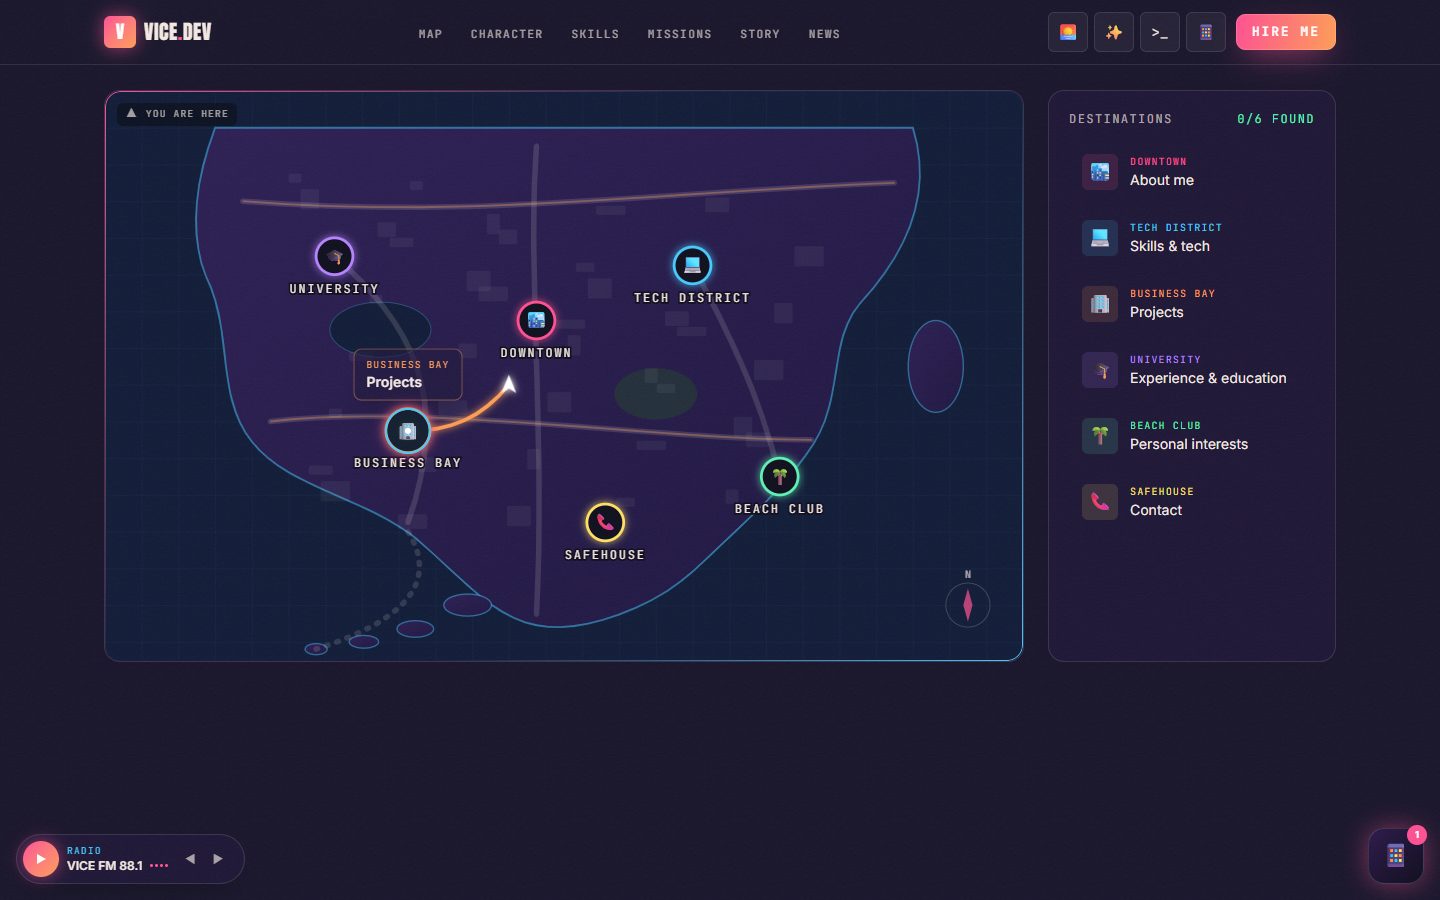 V VICE.DEV
MAP CHARACTER SKILLS MISSIONS STORY NEWS
>_
HIRE ME
YOU ARE HERE
UNIVERSITY
TECH DISTRICT
DOWNTOWN
BUSINESS BAY
Projects
BUSINESS BAY
BEACH CLUB
SAFEHOUSE
N
DESTINATIONS 0/6 FOUND
DOWNTOWN
About me
TECH DISTRICT
Skills & tech
BUSINESS BAY
Projects
UNIVERSITY
Experience & education
BEACH CLUB
Personal interests
SAFEHOUSE
Contact
RADIO
VICE FM 88.1
1